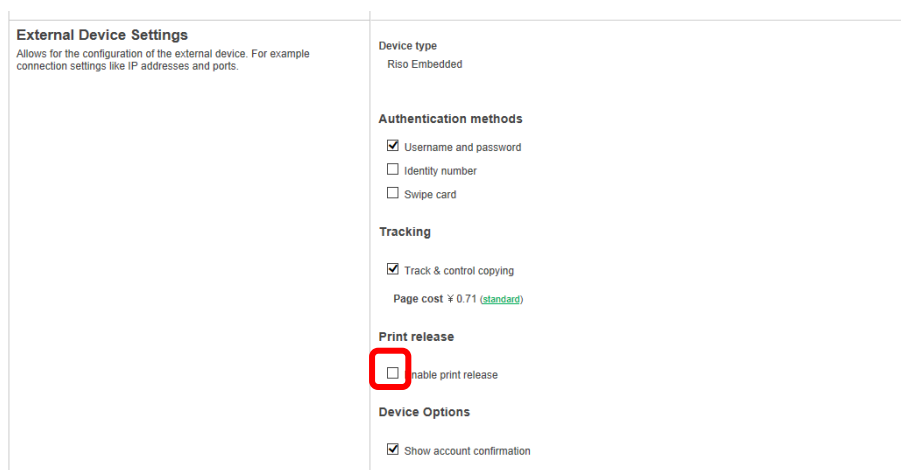 External Device Settings
Allows for the configuration of the external device. For example
connection settings like IP addresses and ports.
Device type
Riso Embedded
Authentication methods
Username and password
Identity number
Swipe card
Tracking
Track & control copying
Page cost ¥ 0.71 (standard)
Print release
Enable print release
Device Options
Show account confirmation